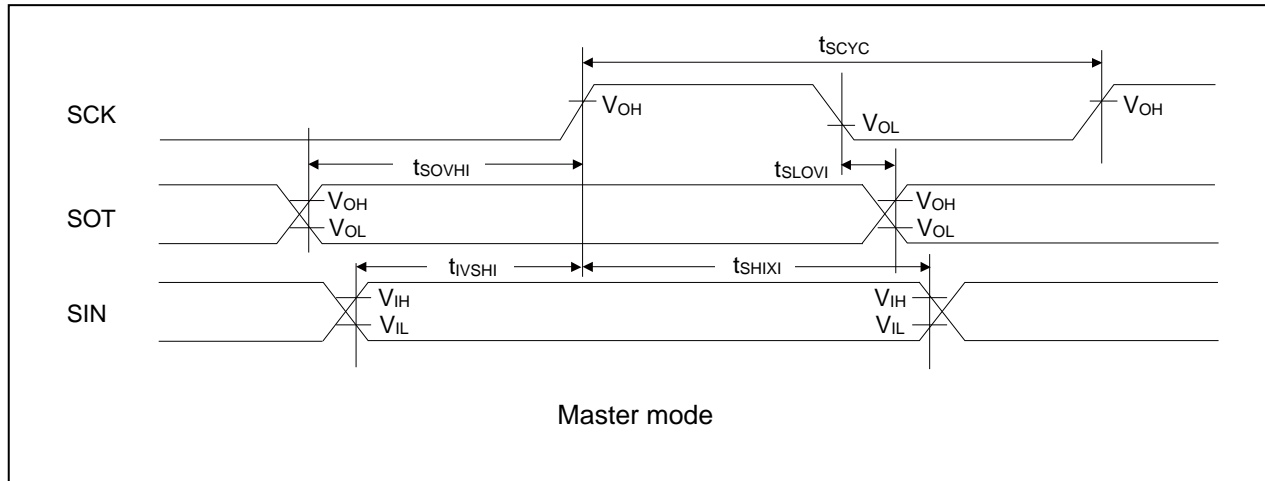 tSCYC
SCK
VOH
VOL
VOH
tSOVHI
tSLOVI
SOT
VOH
VOL
VOH
VOL
tIVSHI
tSHIXI
SIN
VIH
VIL
VIH
VIL
Master mode